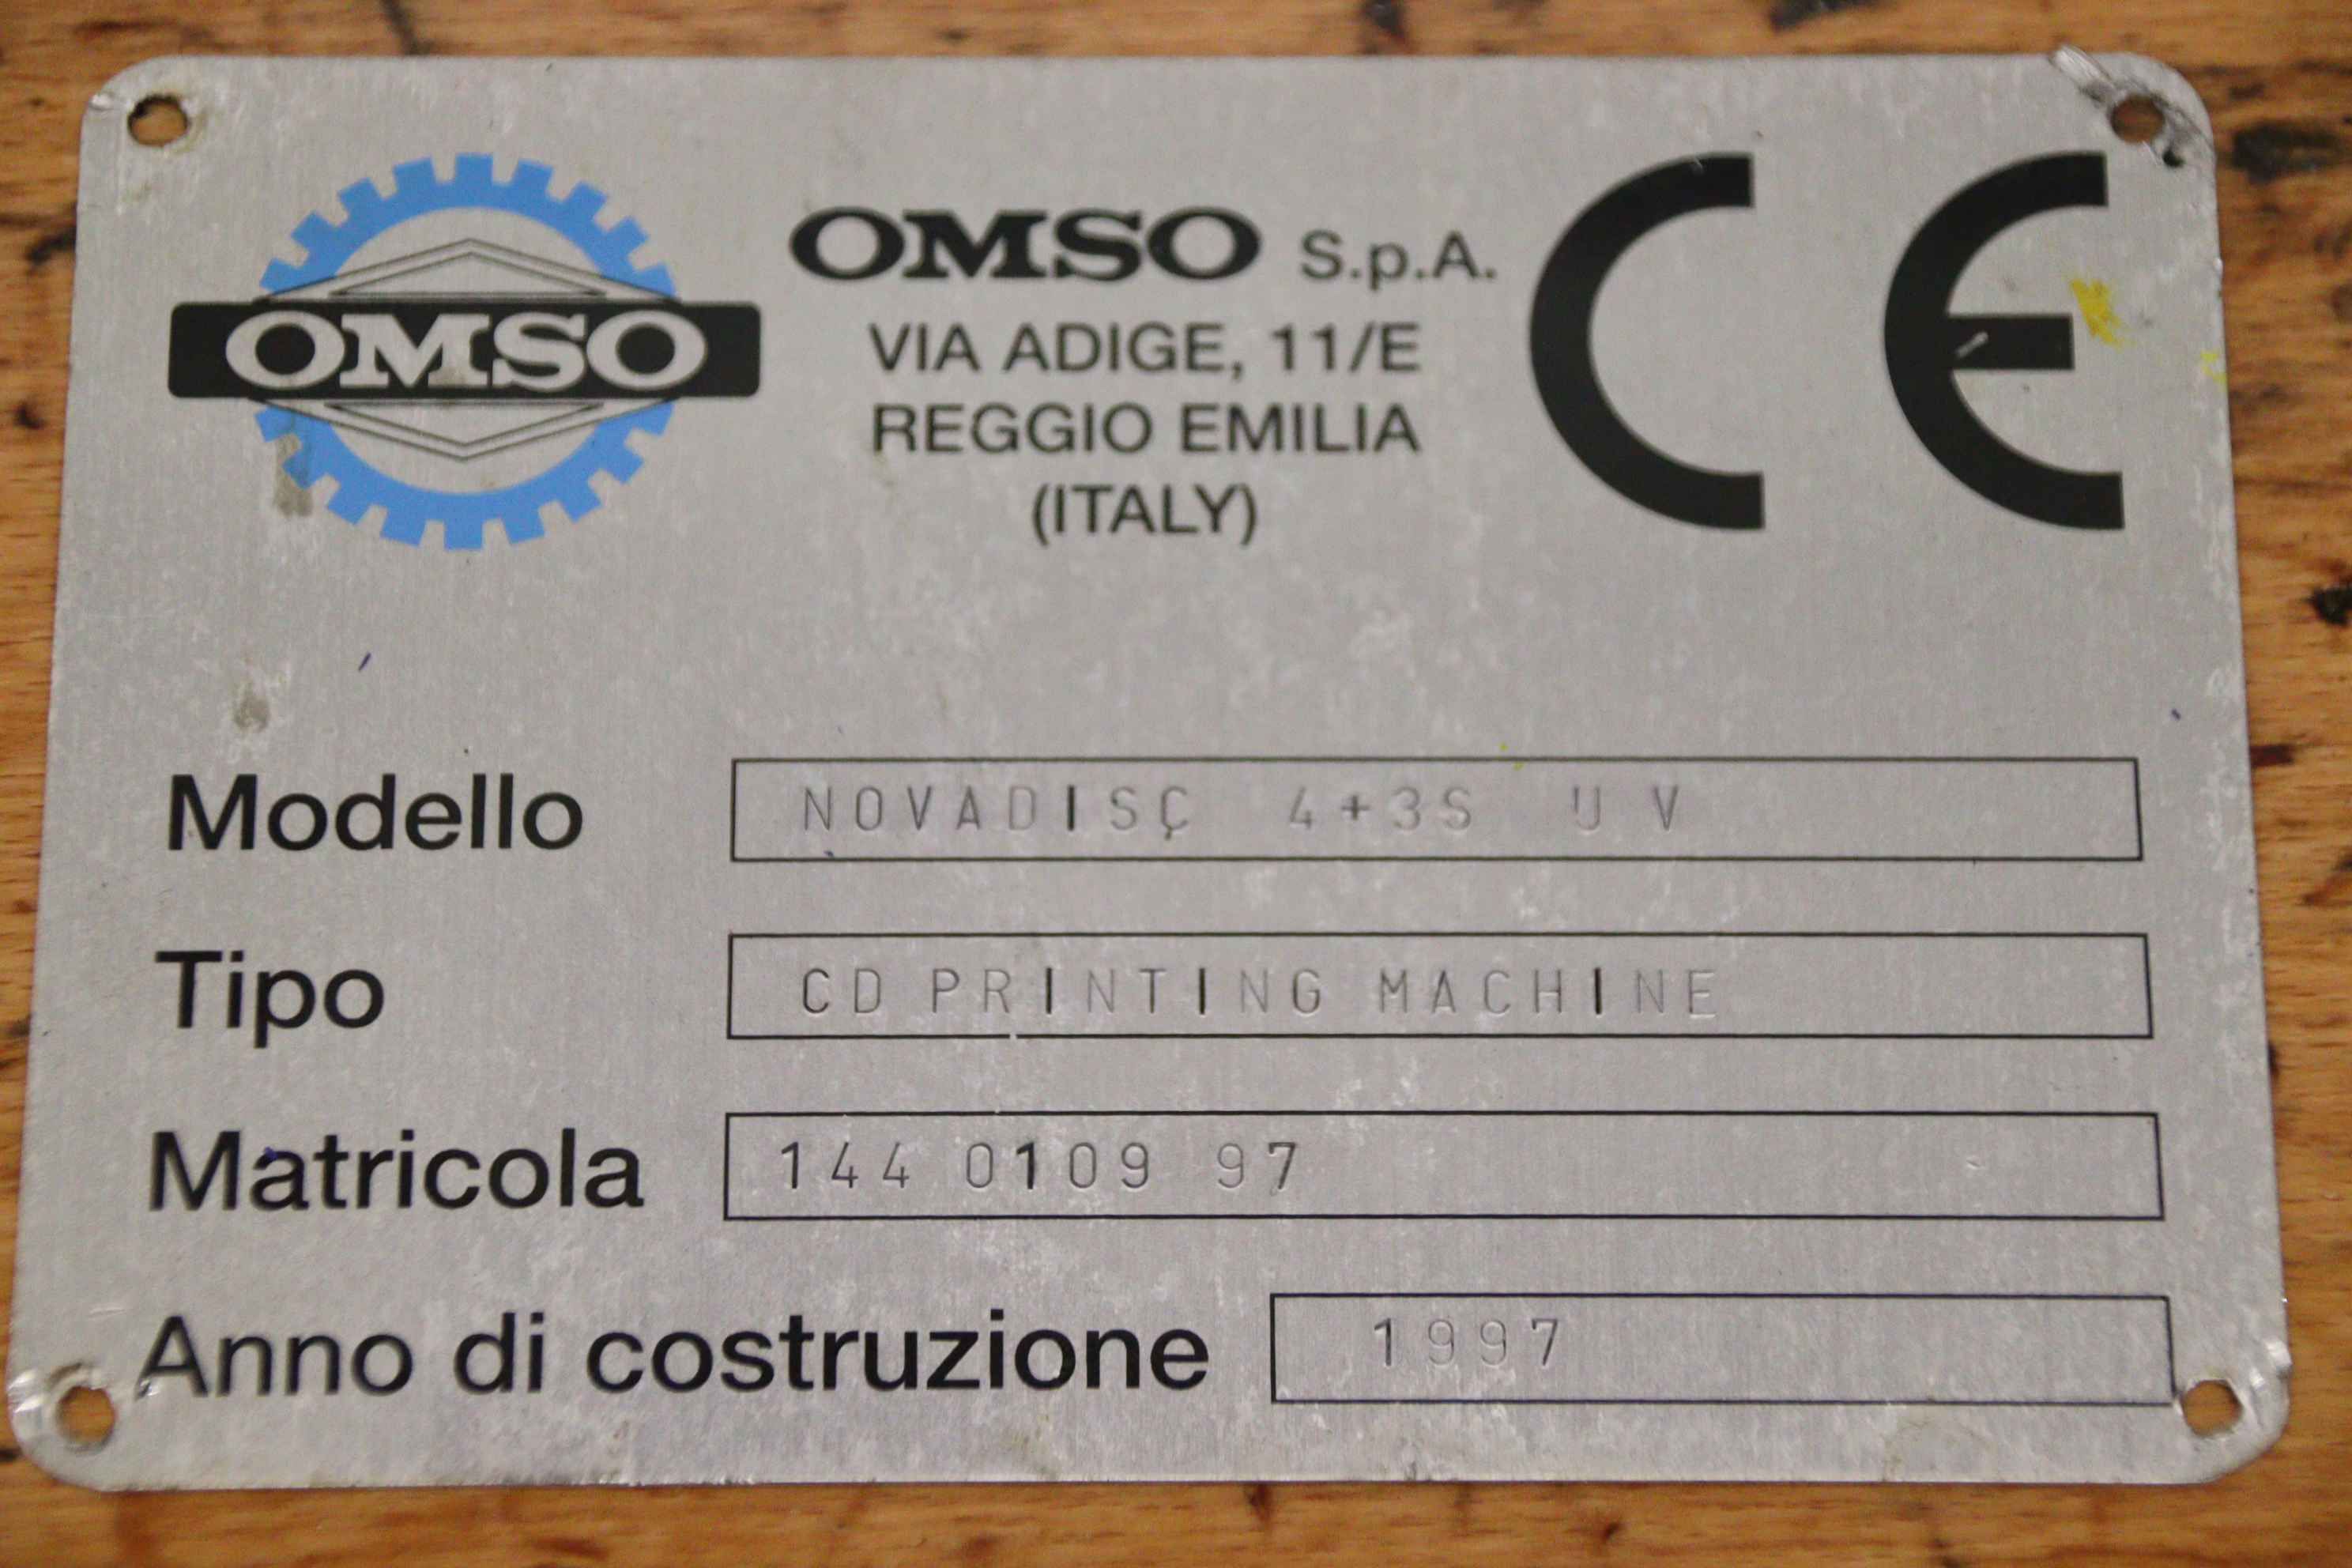 OMSO
OMSO S.p.A.
VIA ADIGE, 11/E
REGGIO EMILIA
(ITALY)
CE
Modello NOVADISÇ 4+3S UV
Tipo CD PRINTING MACHINE
Matricola 144 0109 97
Anno di costruzione 1997